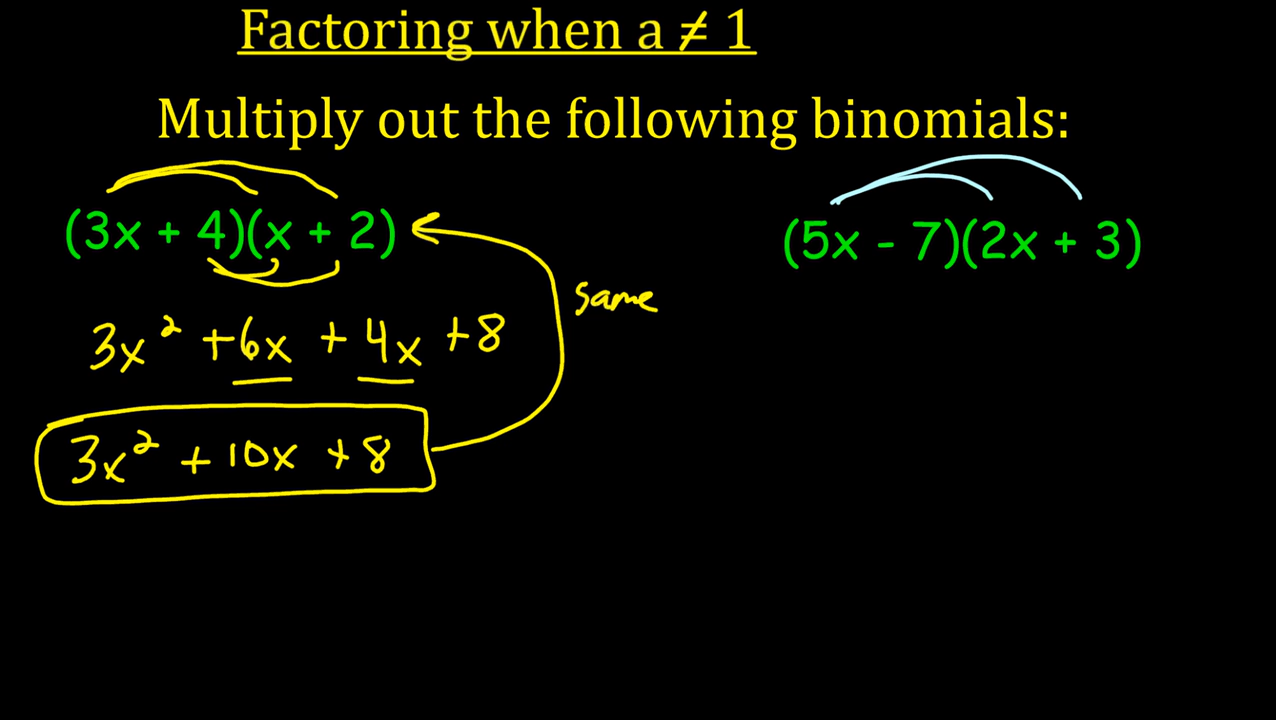 Factoring when a ≠ 1
Multiply out the following binomials:
(3x + 4)(x + 2)
(5x - 7)(2x + 3)
same
3x² +6x + 4x +8
3x² + 10x + 8